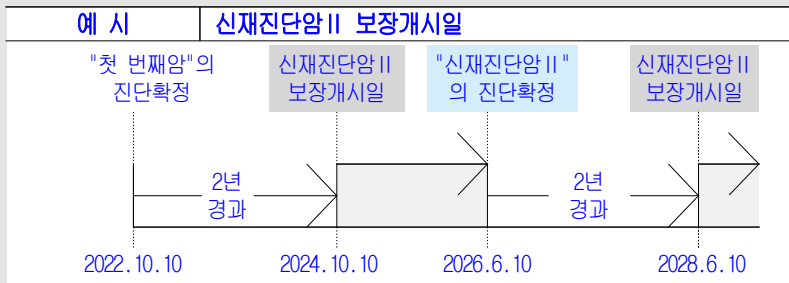 예 시
신재진단암Ⅱ 보장개시일
"첫 번째암"의
진단확정
신재진단암Ⅱ
보장개시일
"신재진단암Ⅱ"
의 진단확정
신재진단암Ⅱ
보장개시일
2년
경과
2년
경과
2022.10.10
2024.10.10
2026.6.10
2028.6.10